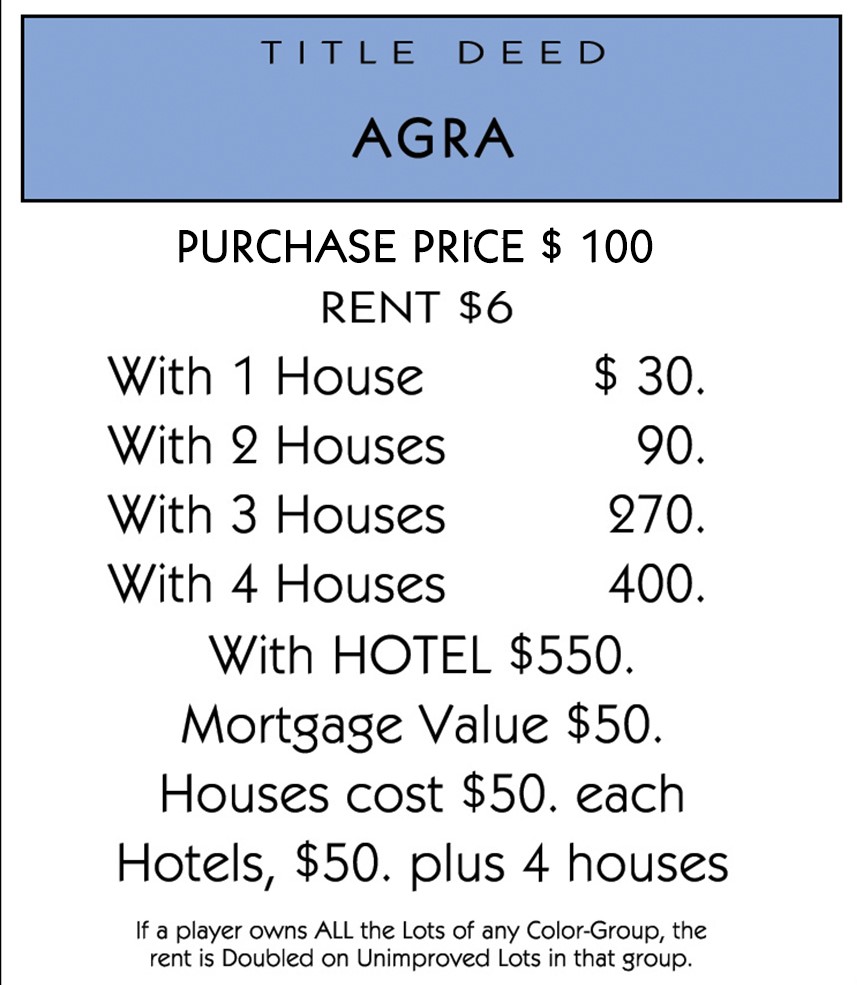 TITLE DEED
AGRA
PURCHASE PRICE $ 100
RENT $6
With 1 House $ 30.
With 2 Houses 90.
With 3 Houses 270.
With 4 Houses 400.
With HOTEL $550.
Mortgage Value $50.
Houses cost $50. each
Hotels, $50. plus 4 houses
If a player owns ALL the Lots of any Color-Group, the
rent is Doubled on Unimproved Lots in that group.